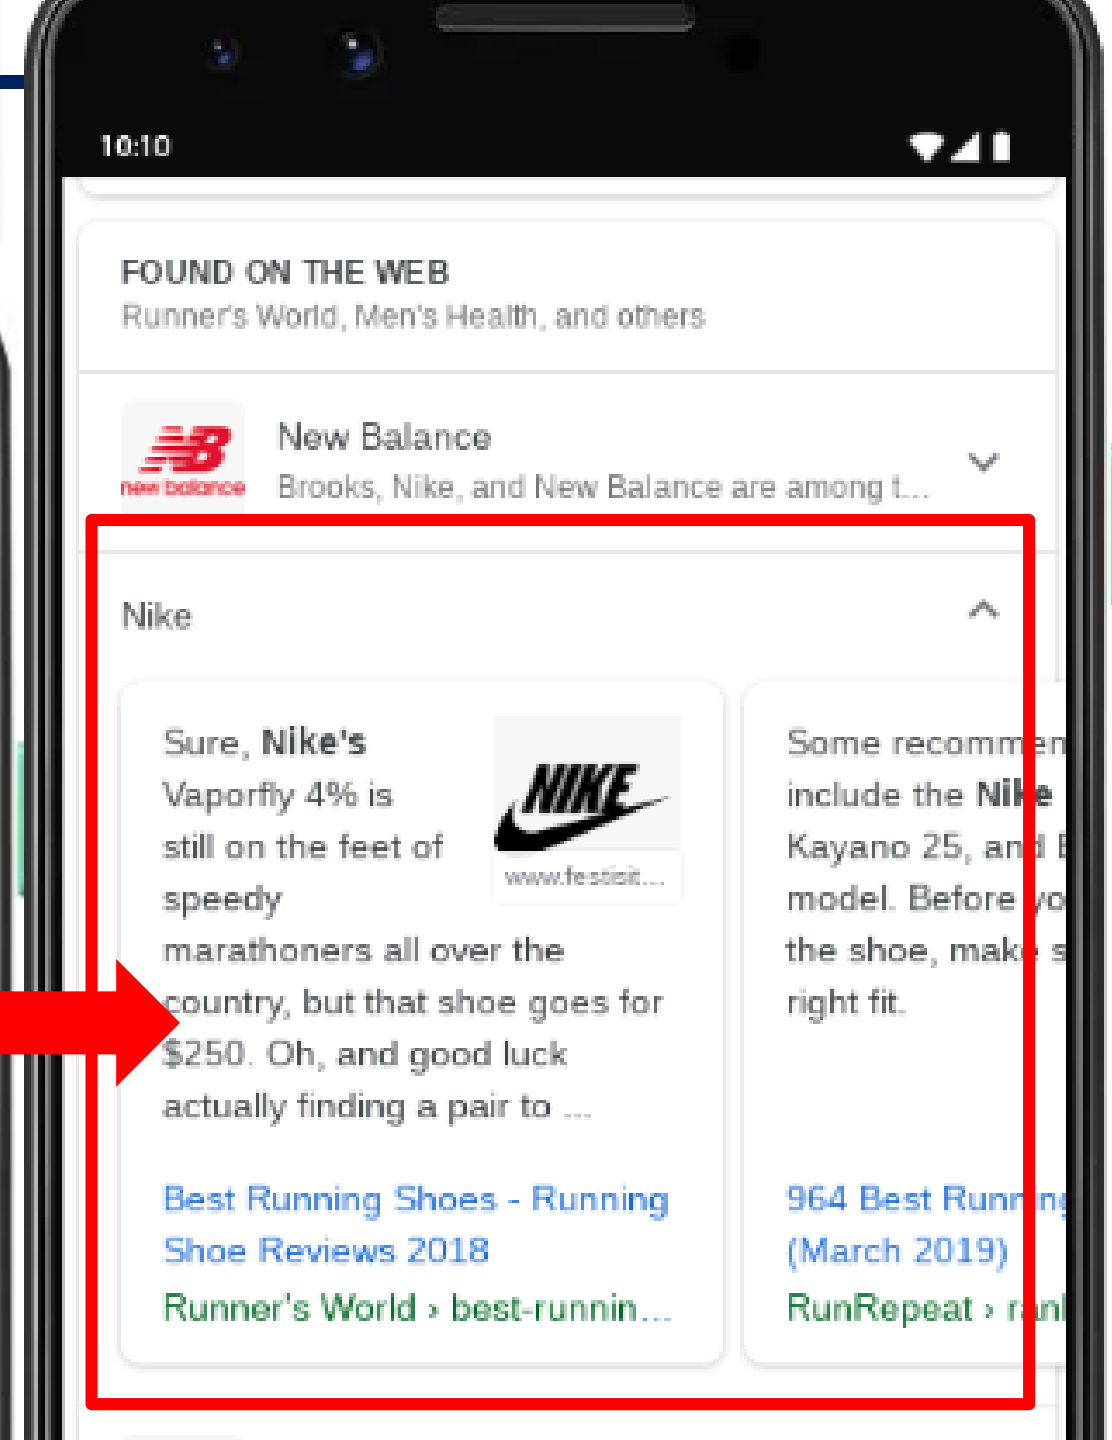 10:10
FOUND ON THE WEB
Runner's World, Men's Health, and others
new balance
New Balance
Brooks, Nike, and New Balance are among t...
Nike
Sure, Nike's
Vaporfly 4% is
still on the feet of
speedy
marathoners all over the
country, but that shoe goes for
$250. Oh, and good luck
actually finding a pair to ...
NIKE
www.festisit....
Best Running Shoes - Running
Shoe Reviews 2018
Runner's World › best-runnin...
Some recommen
include the Nike
Kayano 25, and
model. Before yo
the shoe, make s
right fit.
964 Best Running
(March 2019)
RunRepeat › ran